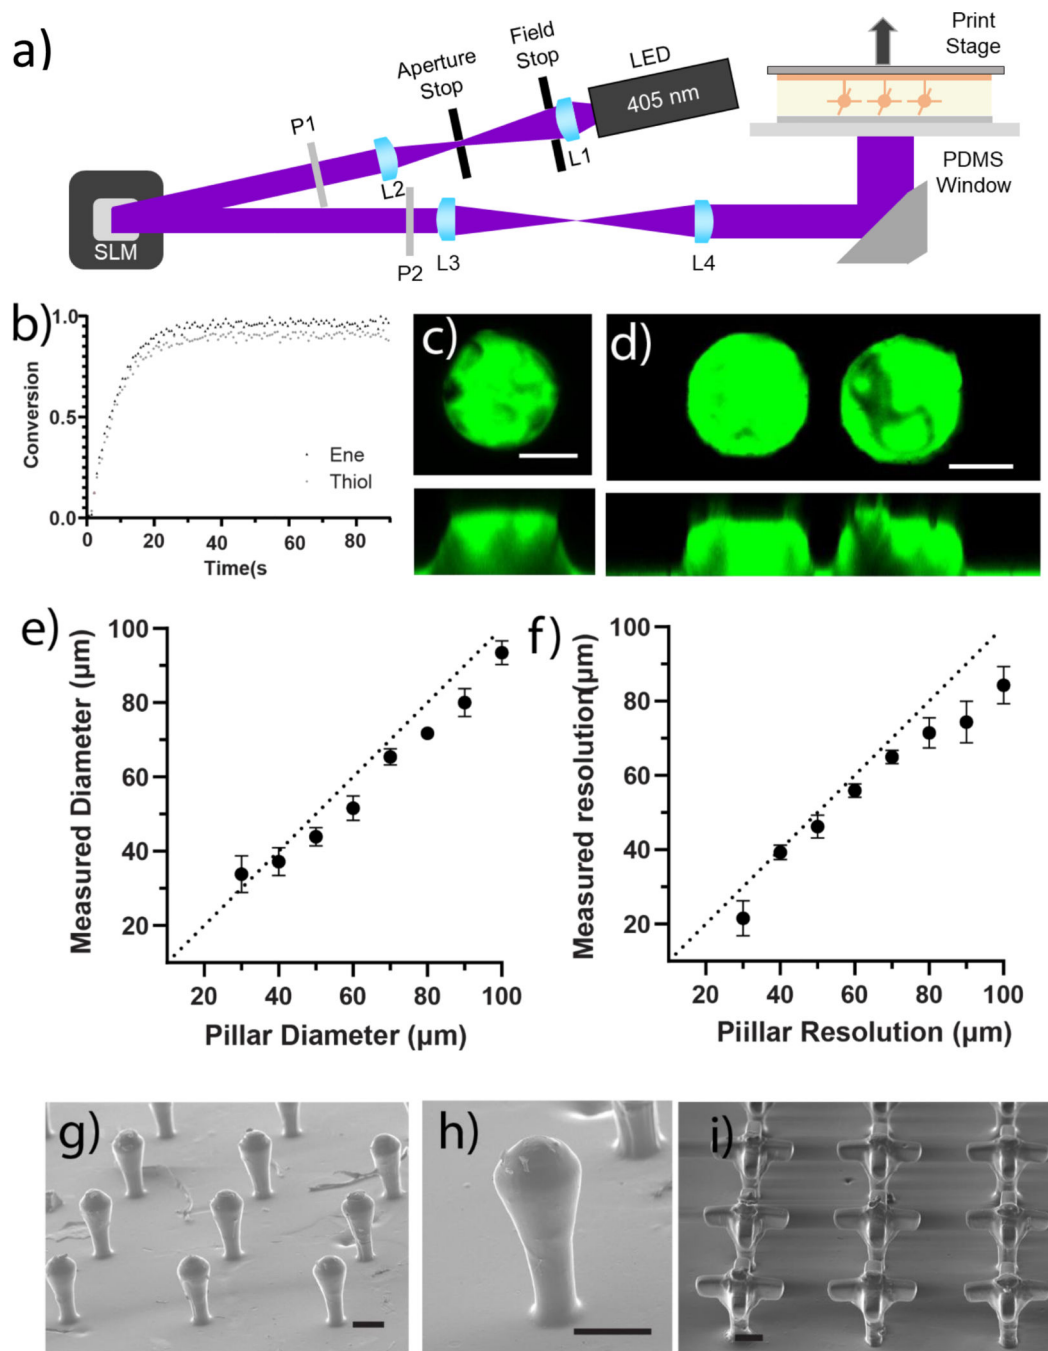 a)
Aperture
Stop
Field
Stop
LED
405 nm
Print
Stage
P1
L2
L1
PDMS
Window
SLM
P2
L3
L4
b)
1.0
0.5
0.0
Conversion
Ene
Thiol
0
20
40
60
80
Time(s
c)
d)
e)
100
80
60
40
20
Measured Diameter (µm)
20
40
60
80
100
Pillar Diameter (µm)
f)
100
80
60
40
20
Measured resolution(µm)
20
40
60
80
100
Piillar Resolution (µm)
g)
h)
i)